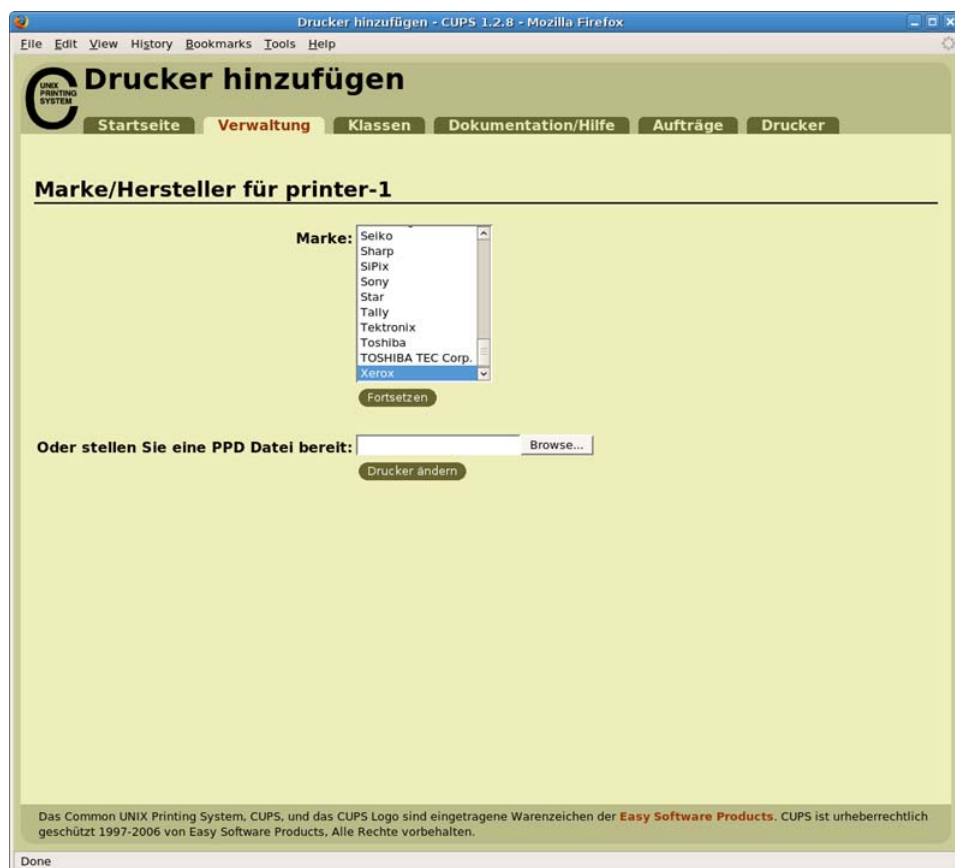 Drucker hinzufügen - CUPS 1.2.8 - Mozilla Firefox
File Edit View History Bookmarks Tools Help
UNIX
PRINTING
SYSTEM
Drucker hinzufügen
Startseite Verwaltung Klassen Dokumentation/Hilfe Aufträge Drucker
Marke/Hersteller für printer-1
Marke:
Seiko
Sharp
SiPix
Sony
Star
Tally
Tektronix
Toshiba
TOSHIBA TEC Corp.
Xerox
Fortsetzen
Oder stellen Sie eine PPD Datei bereit: Browse...
Drucker ändern
Das Common UNIX Printing System, CUPS, und das CUPS Logo sind eingetragene Warenzeichen der Easy Software Products. CUPS ist urheberrechtlich
geschützt 1997-2006 von Easy Software Products, Alle Rechte vorbehalten.
Done